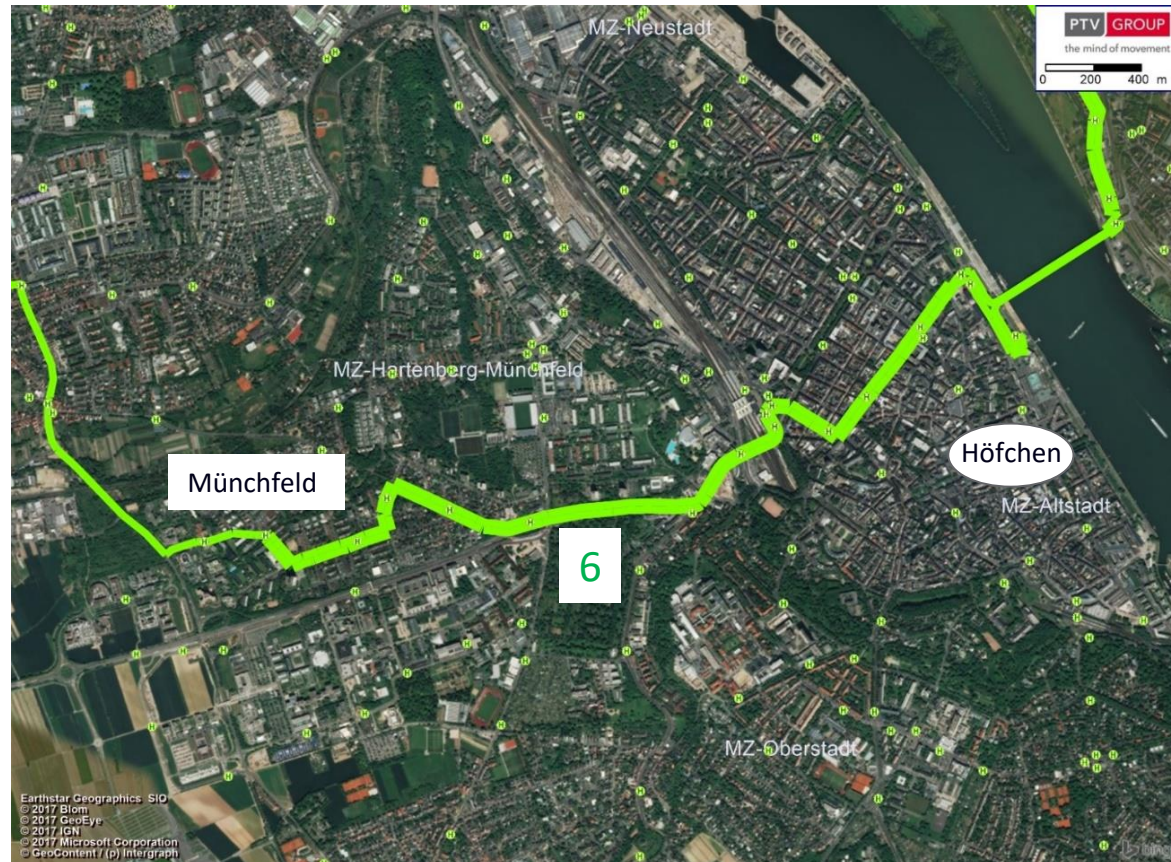 MZ-Neustadt
PTV GROUP
the mind of movement
0 200 400 m
MZ-Hartenberg-Münchfeld
Münchfeld
Höfchen
MZ-Altstadt
6
MZ-Oberstadt
Earthstar Geographics SIO
© 2017 Blom
© 2017 GeoEye
© 2017 IGN
© 2017 Microsoft Corporation
© GeoContent / (p) Intergraph